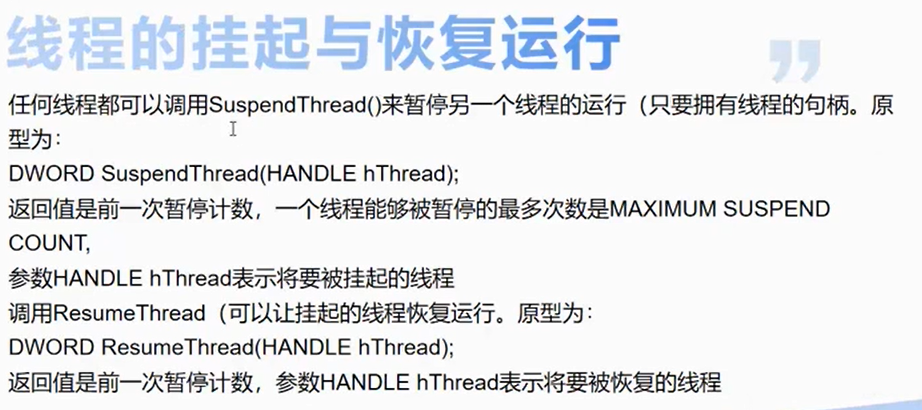 线程的挂起与恢复运行
任何线程都可以调用SuspendThread()来暂停另一个线程的运行（只要拥有线程的句柄。原
型为：
DWORD SuspendThread(HANDLE hThread);
返回值是前一次暂停计数，一个线程能够被暂停的最多次数是MAXIMUM SUSPEND
COUNT,
参数HANDLE hThread表示将要被挂起的线程
调用ResumeThread（可以让挂起的线程恢复运行。原型为：
DWORD ResumeThread(HANDLE hThread);
返回值是前一次暂停计数，参数HANDLE hThread表示将要被恢复的线程